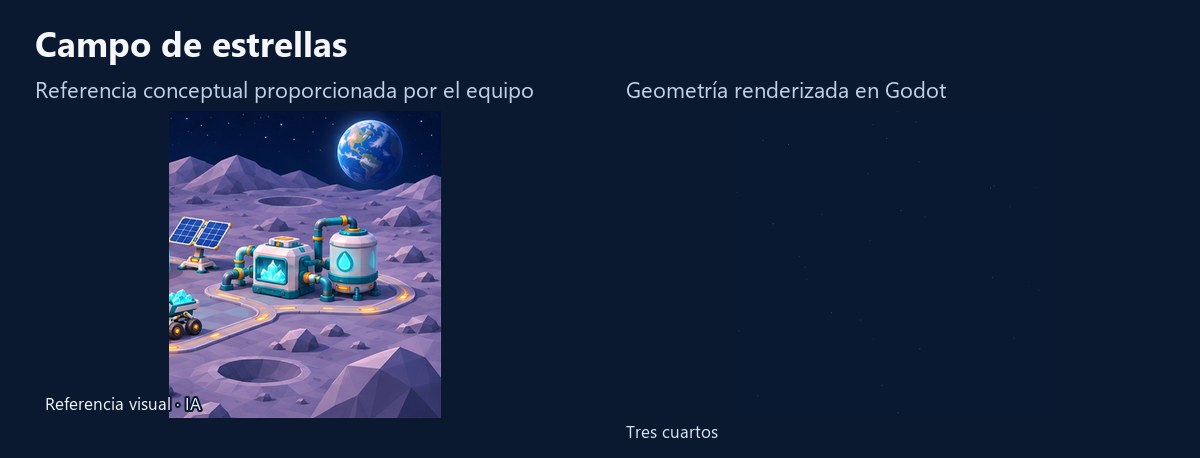 Campo de estrellas
Referencia conceptual proporcionada por el equipo
Geometría renderizada en Godot
Referencia visual · IA
Tres cuartos